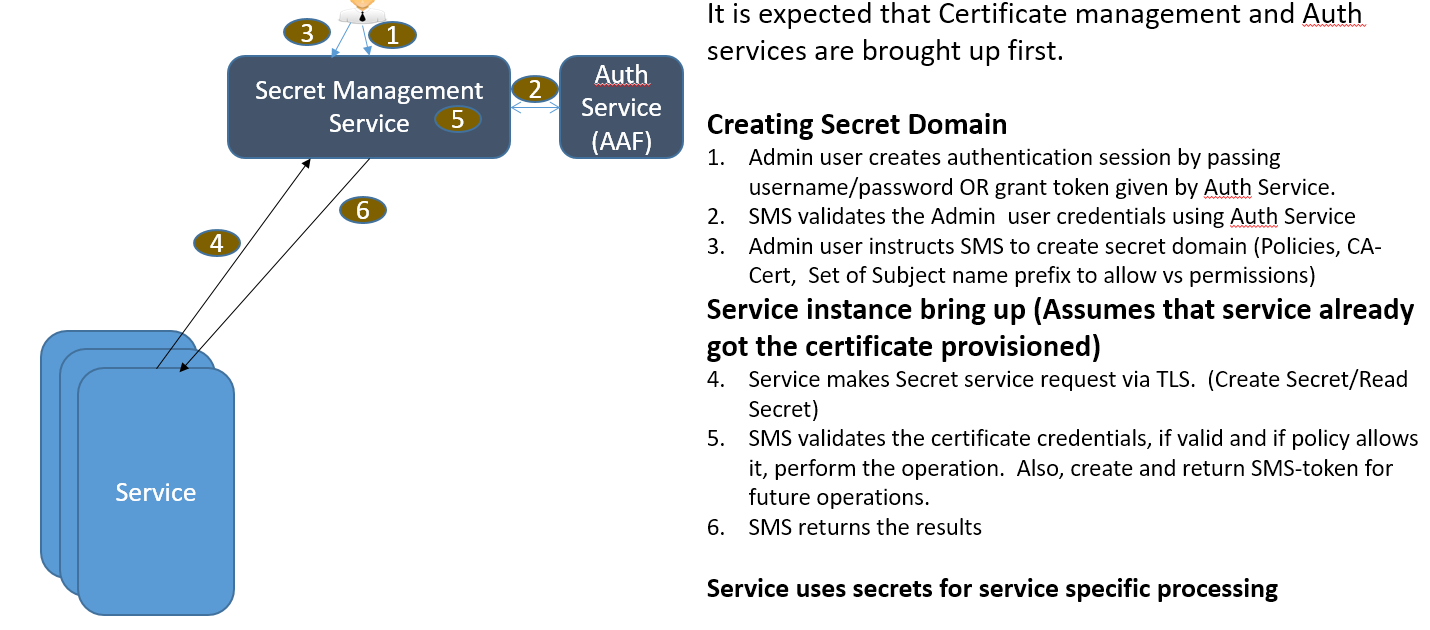 3
1
Secret Management
Service
5
2
Auth
Service
(AAF)
4
6
Service
It is expected that Certificate management and Auth
services are brought up first.
Creating Secret Domain
1. Admin user creates authentication session by passing
username/password OR grant token given by Auth Service.
2. SMS validates the Admin  user credentials using Auth Service
3. Admin user instructs SMS to create secret domain (Policies, CA-
Cert,  Set of Subject name prefix to allow vs permissions)
Service instance bring up (Assumes that service already
got the certificate provisioned)
4. Service makes Secret service request via TLS.  (Create Secret/Read
Secret)
5. SMS validates the certificate credentials, if valid and if policy allows
it, perform the operation.  Also, create and return SMS-token for
future operations.
6. SMS returns the results
Service uses secrets for service specific processing